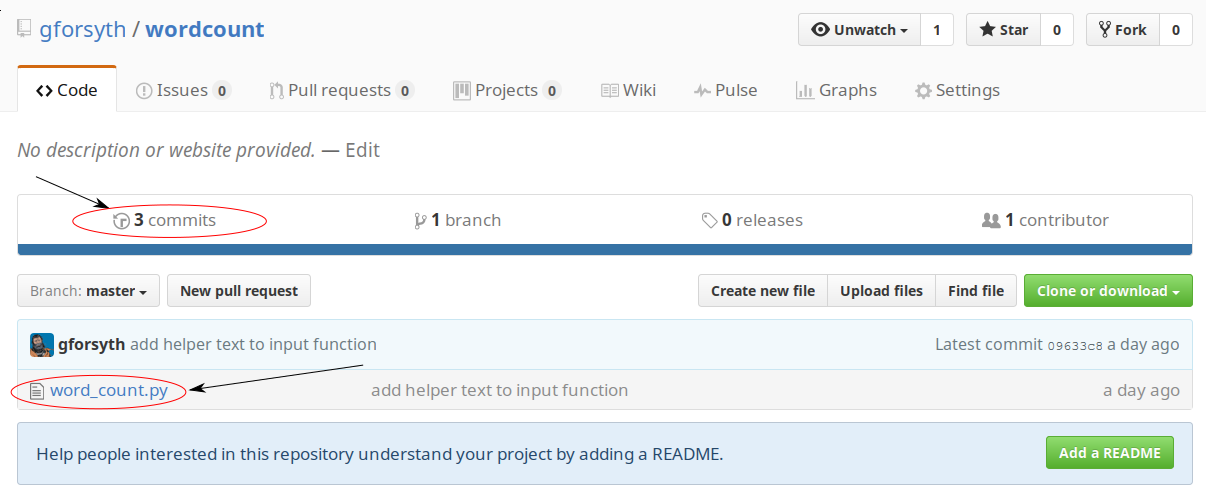 gforsyth / wordcount
Unwatch 1 Star 0 Fork 0
Code Issues 0 Pull requests 0 Projects 0 Wiki Pulse Graphs Settings
No description or website provided. — Edit
3 commits 1 branch 0 releases 1 contributor
Branch: master New pull request Create new file Upload files Find file Clone or download
gforsyth add helper text to input function Latest commit 09633c8 a day ago
word_count.py add helper text to input function a day ago
Help people interested in this repository understand your project by adding a README. Add a README